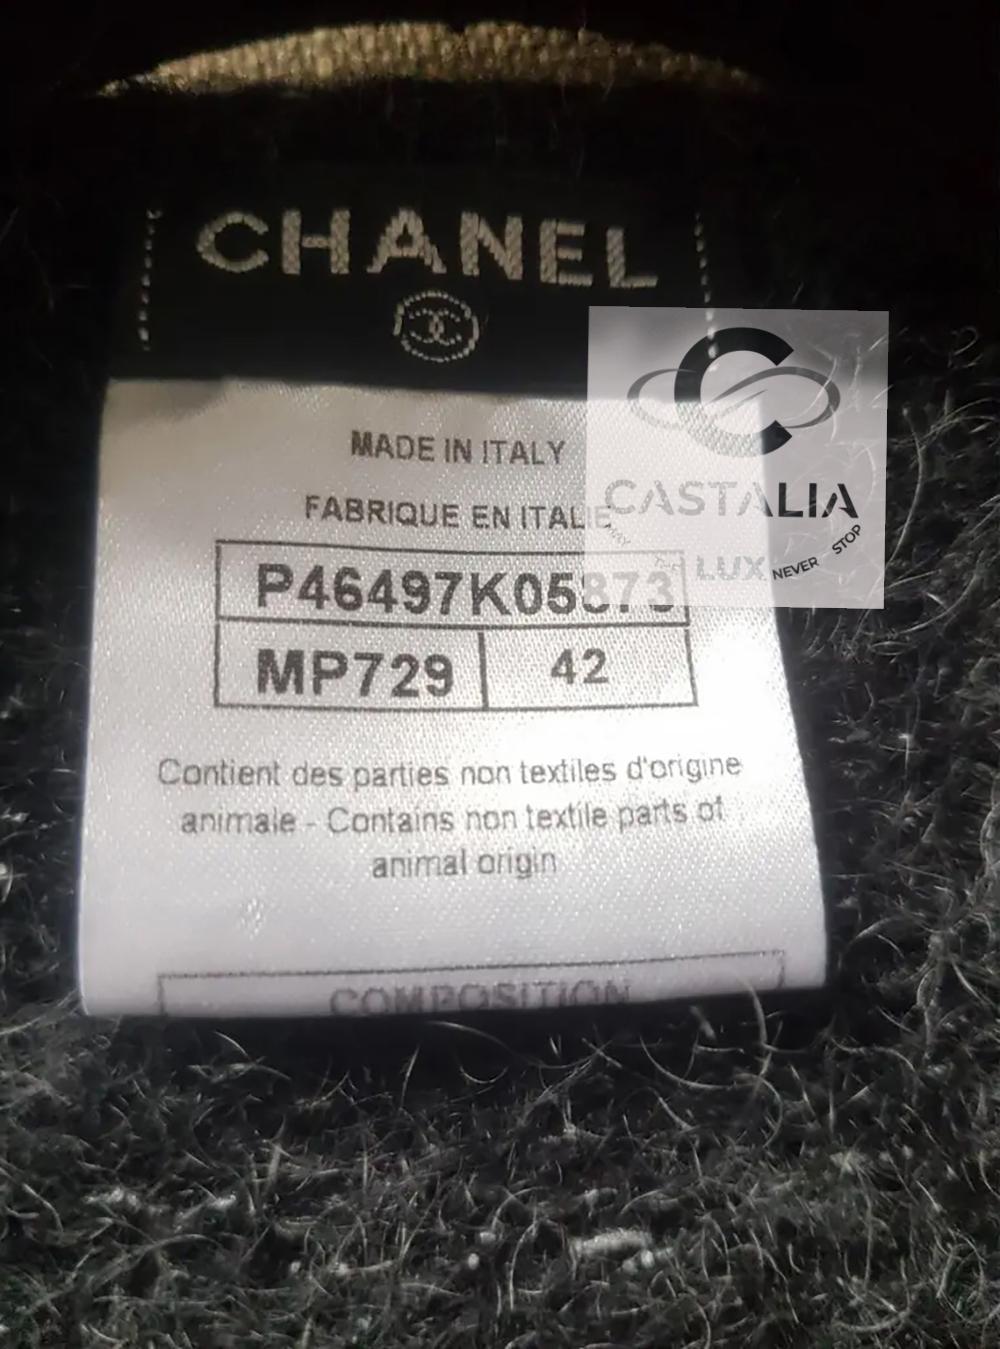 CHANEL
MADE IN ITALY
FABRIQUE EN ITALIE
CASTALIA
LUX NEVER STOP
P46497K05873
MP729 42
Contient des parties non textiles d'origine
animale - Contains non textile parts of
animal origin
COMPOSITION